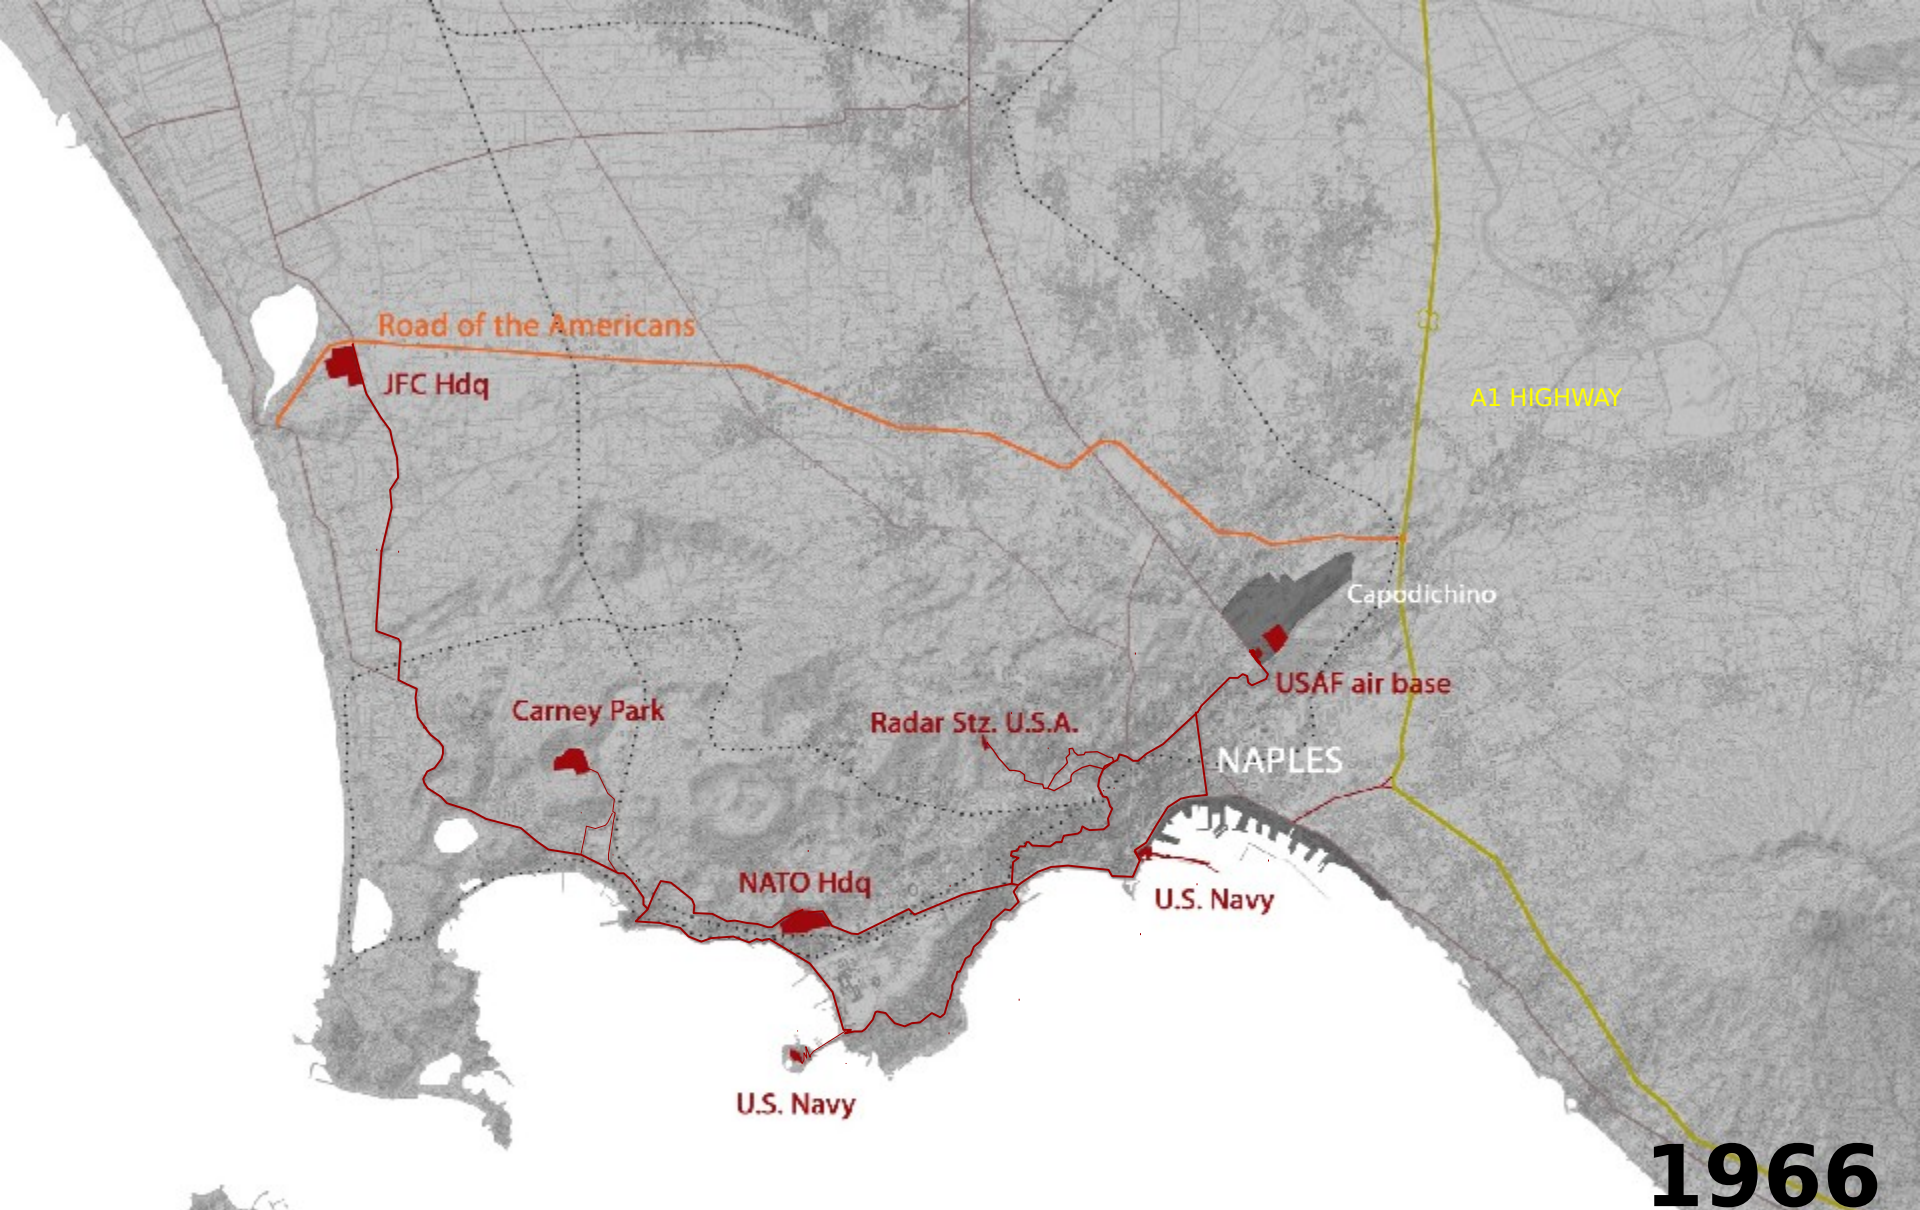 Road of the Americans
JFC Hdq
A1 HIGHWAY
Capodichino
USAF air base
Carney Park
Radar Stz. U.S.A.
NAPLES
NATO Hdq
U.S. Navy
U.S. Navy
1966